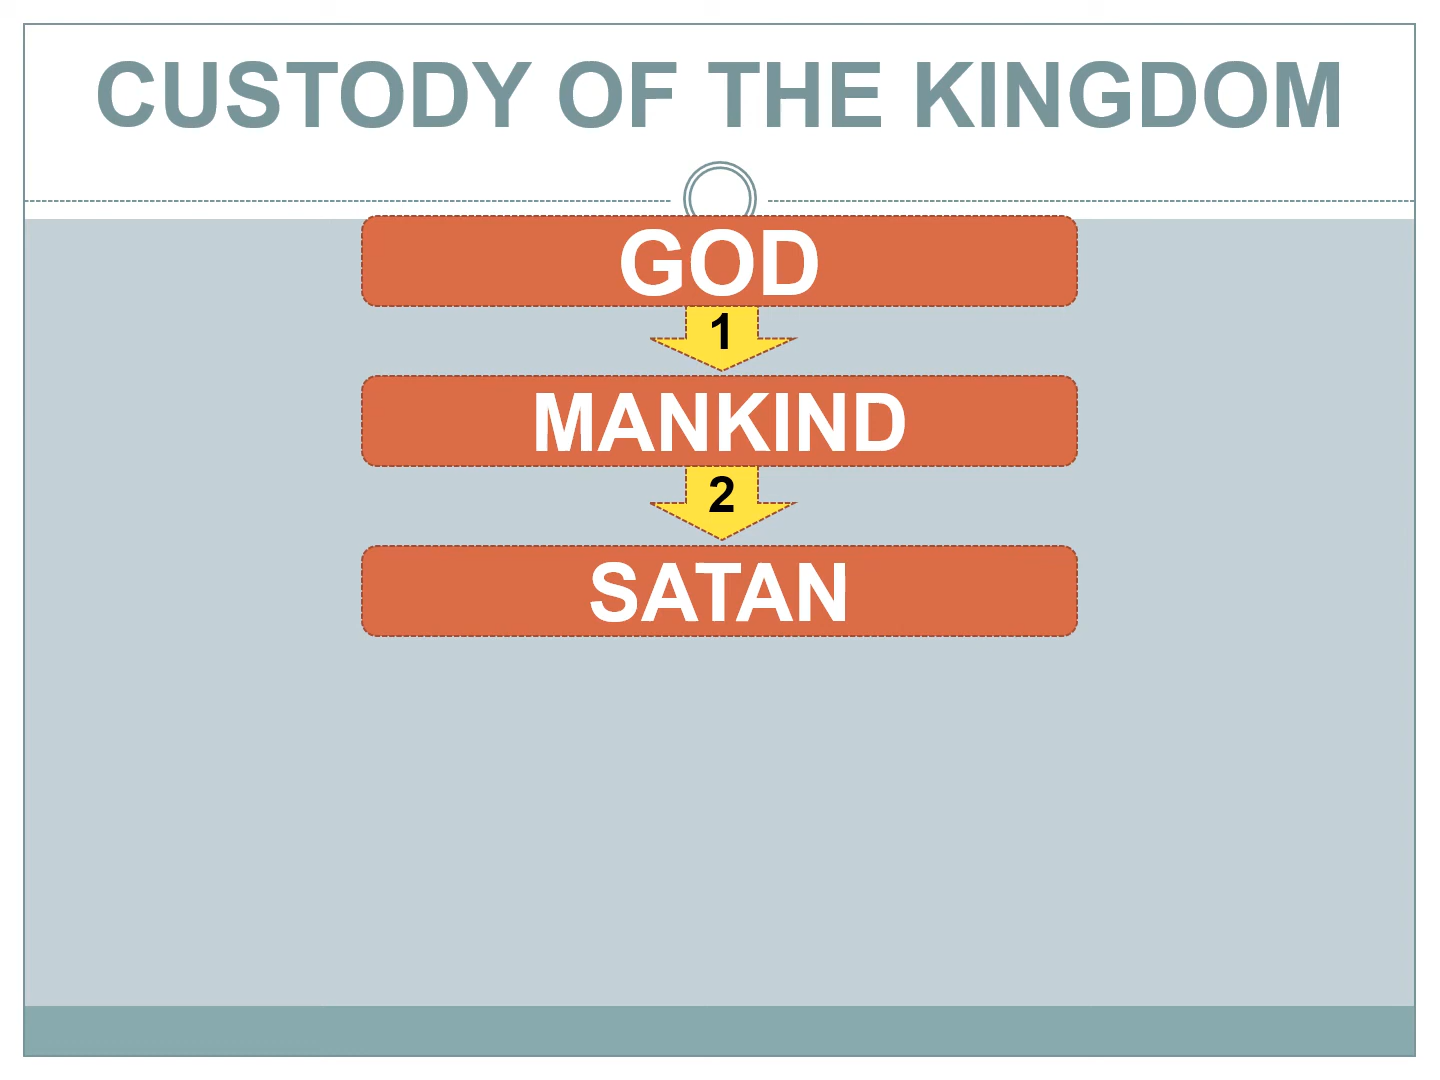 CUSTODY OF THE KINGDOM
GOD
1
MANKIND
2
SATAN